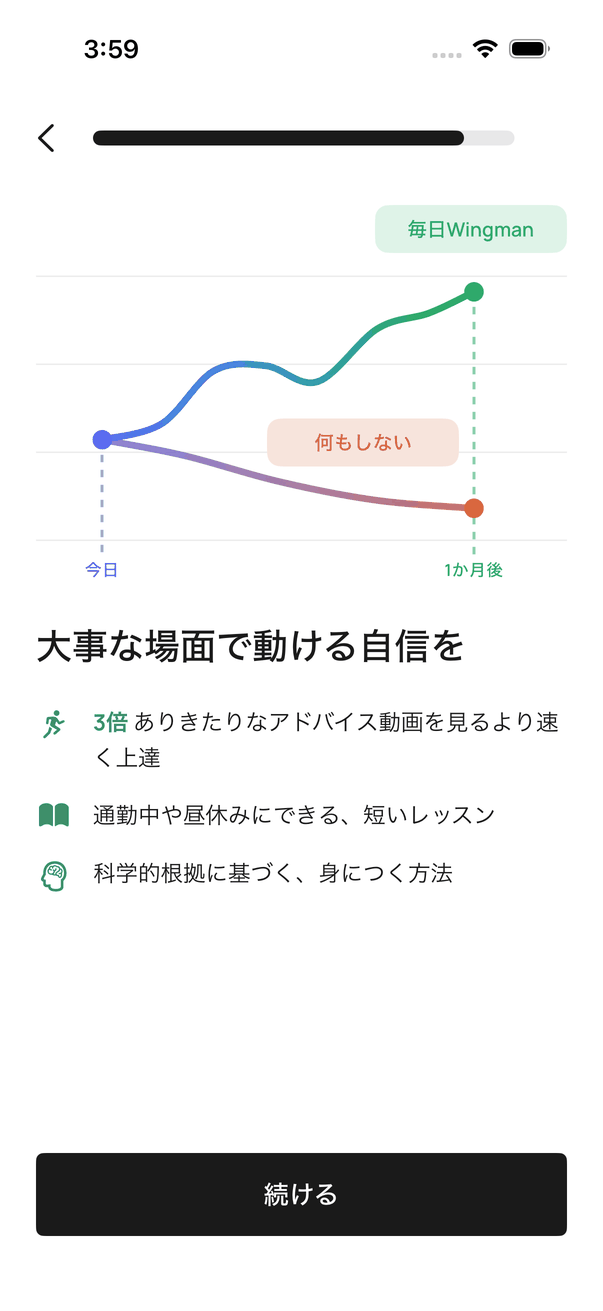 3:59
毎日Wingman
何もしない
今日
1か月後
大事な場面で動ける自信を
3倍 ありきたりなアドバイス動画を見るより速
く上達
通勤中や昼休みにできる、短いレッスン
科学的根拠に基づく、身につく方法
続ける